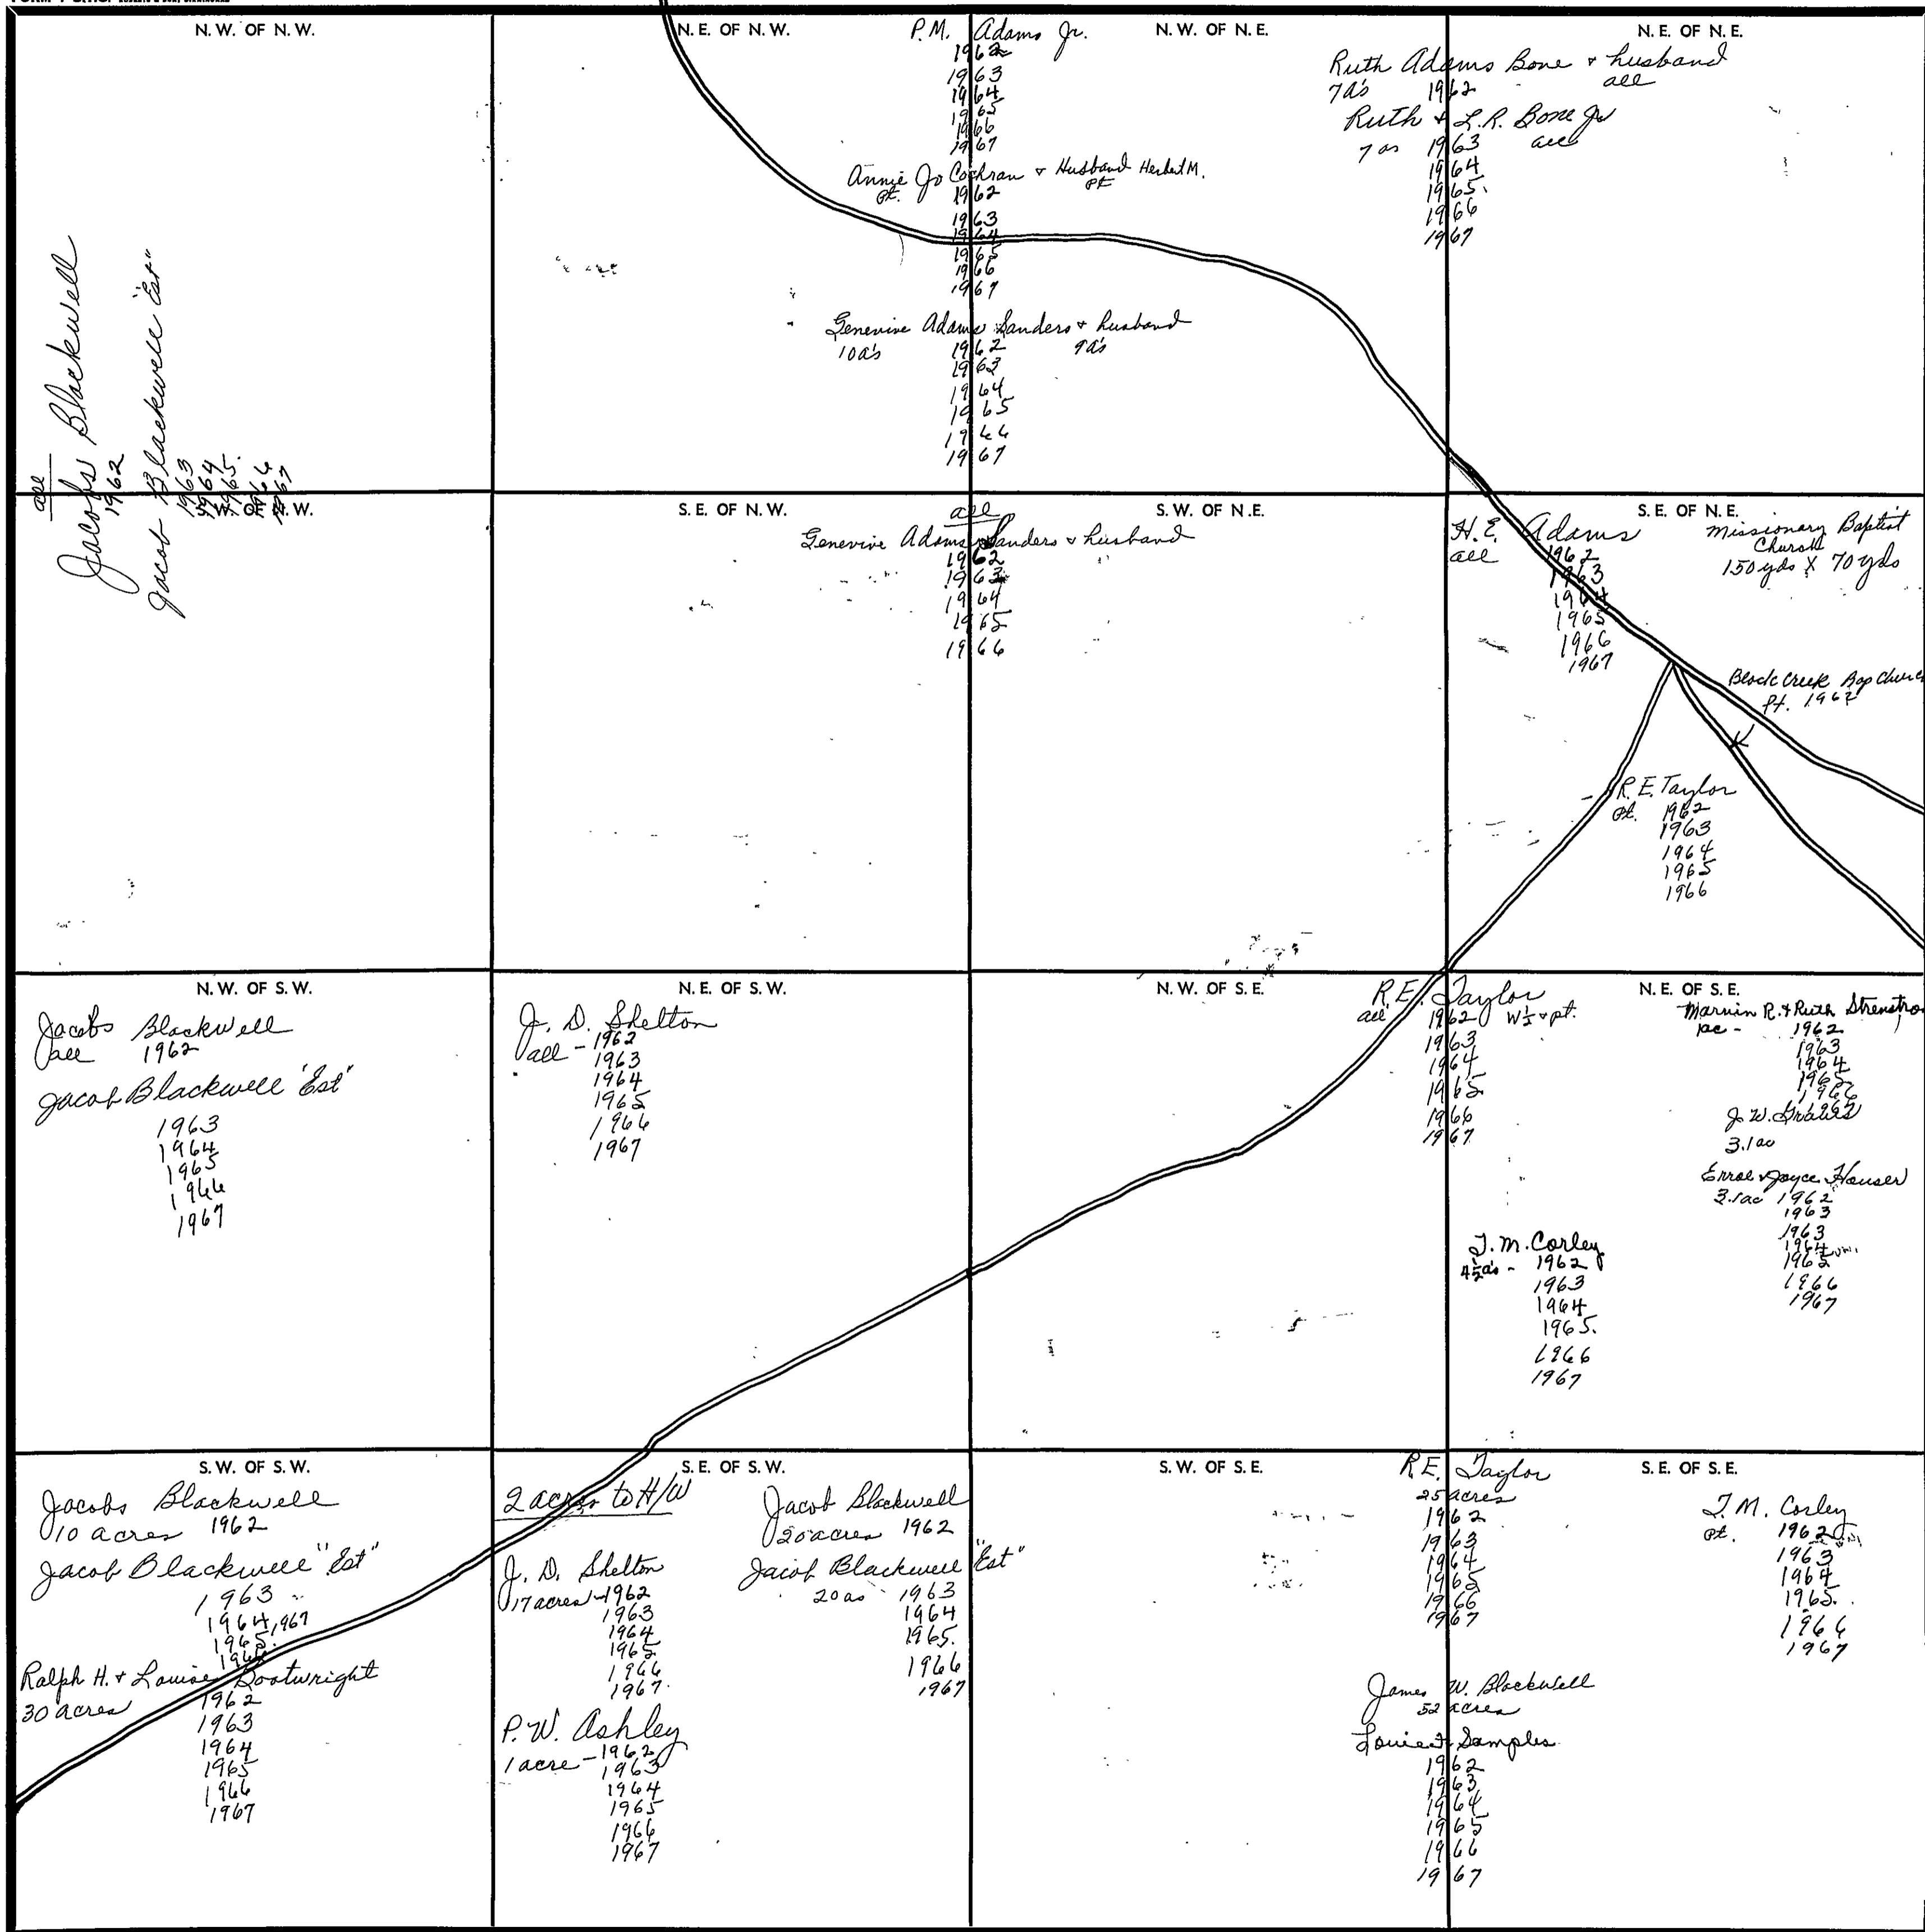 N. W. OF N. W.
all
Jacobs Blackwell
1962
Jacob Blackwell "Est"
1963
1964
1965.
1966
1967
N. E. OF N. W.
N. W. OF N. E.
P.M. Adams Jr.
1962
1963
1964
1965
1966
1967
Annie Jo Cochran & Husband Herbert M.
pt. 1962 pt
1963
1964
1965
1966
1967
Genevive Adams Sanders & husband
10a's 1962 9a's
1963
1964
1965
1966
1967
N. E. OF N. E.
Ruth Adams Bone & husband
7a's 1962 all
Ruth & L.R. Bone Jr
7 as 1963 all
1964
1965.
1966
1967
S. W. OF N. W.
S. E. OF N. W.
S. W. OF N. E.
all
Genevive Adams Sanders & husband
1962
1963
1964
1965
1966
S. E. OF N. E.
H. E. Adams
all 1962
1963
1964
1965
1966
1967
Missionary Baptist
Church
150 yds X 70 yds
Bap
Pt. 1962
R. E. Taylor
pt. 1962
1963
1964
1965
1966
N. W. OF S. W.
Jacobs Blackwell
all 1962
Jacob Blackwell 'Est'
1963
1964
1965
1966
1967
N. E. OF S. W.
J. D. Shelton
all - 1962
1963
1964
1965
1966
1967
N. W. OF S. E.
R.E. Taylor
all 1962 W½ & pt.
1963
1964
1965
1966
1967
N. E. OF S. E.
Marvin R. & Ruth
1962
1963
1964
1965
1966
1967
J. W.
3.1ac
Errol & Joyce Hauser
3.1ac 1962
1963
1963
1964
1965
1966
1967
J. M. Corley
4½a's - 1962
1963
1964
1965.
1966
1967
S. W. OF S. W.
Jacobs Blackwell
10 acres 1962
Jacob Blackwell "Est"
1963
1964, 1967
1965.
1966
Ralph H. & Louise Boatwright
30 acres 1962
1963
1964
1965
1966
1967
S. E. OF S. W.
2 acres to H/W
Jacob Blackwell
20 acres 1962
Jacob Blackwell "Est"
20 as 1963
1964
1965.
1966
1967
J. D. Shelton
17 acres - 1962
1963
1964
1965
1966
1967.
P. W. Ashley
1 acre - 1962
1963
1964
1965
1966
1967
S. W. OF S. E.
R.E. Taylor
25 acres
1962
1963
1964
1965
1966
1967
James W. Blackwell
52 acres
Louie F. Samples
1962
1963
1964
1965
1966
1967
S. E. OF S. E.
J. M. Corley
pt. 1962
1963
1964
1965.
1966
1967